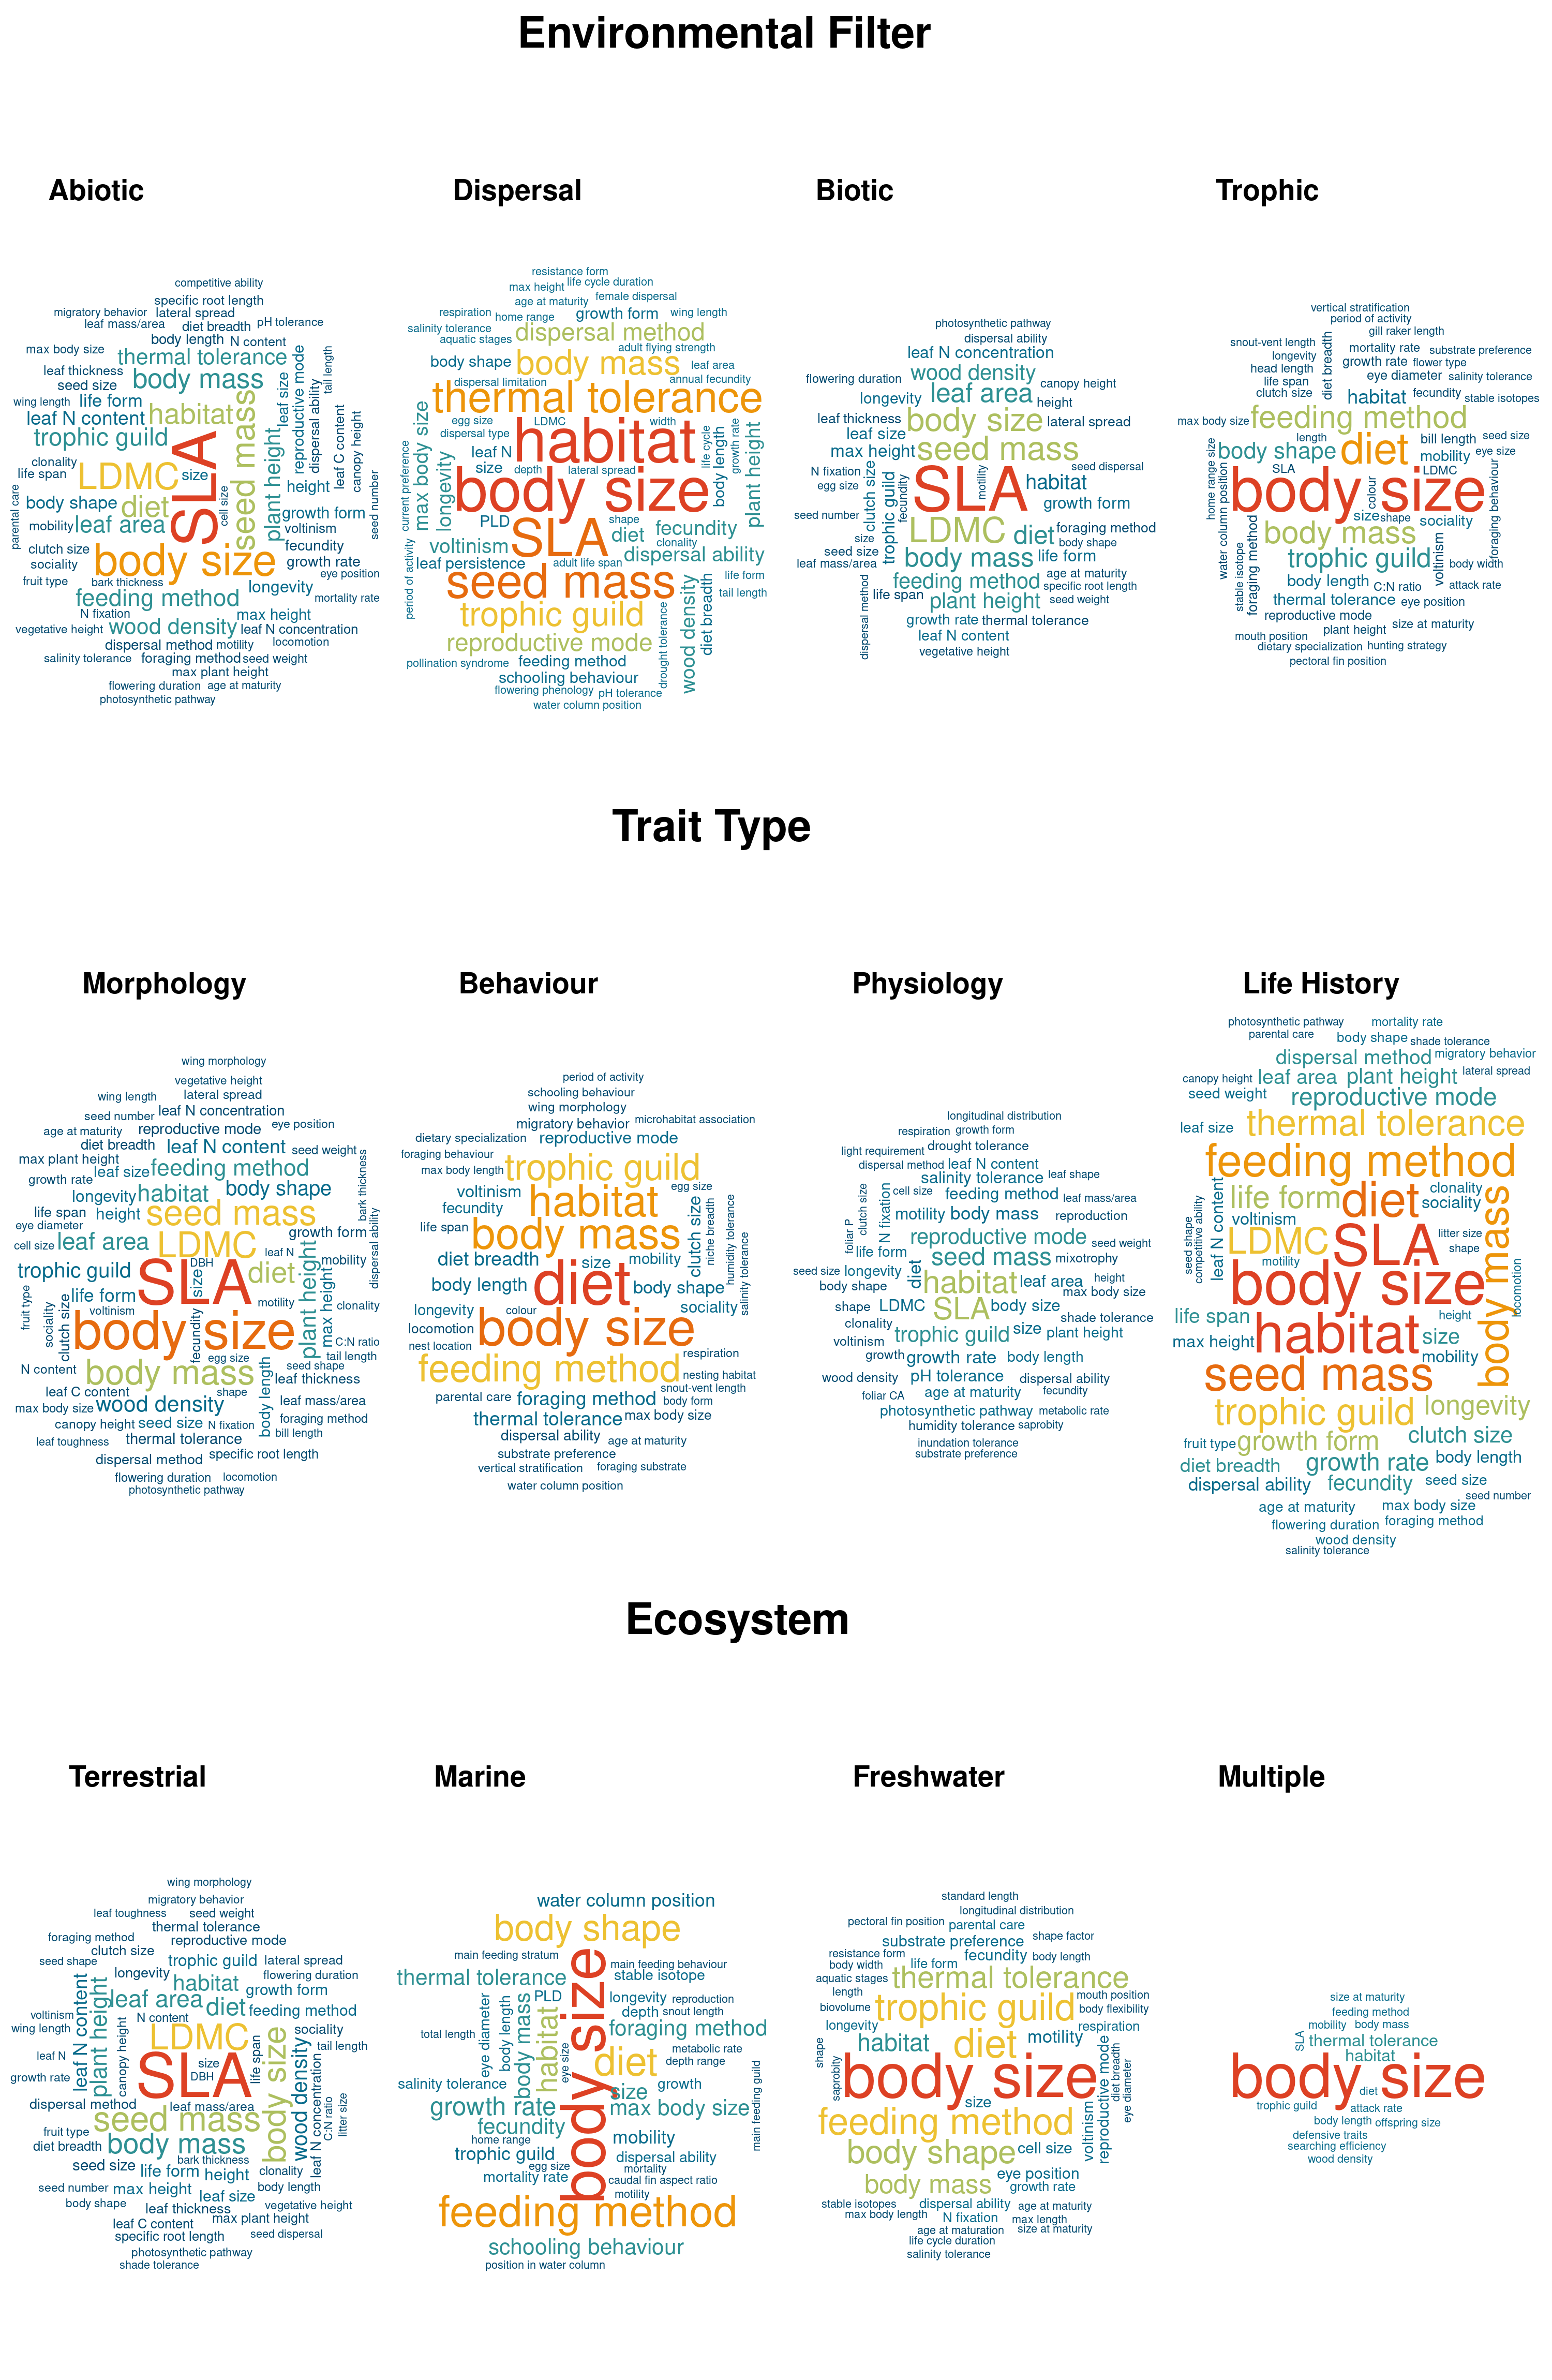 Environmental Filter
Abiotic
competitive ability
specific root length
migratory behavior
lateral spread
leaf mass/area
diet breadth
pH tolerance
body length
N content
max body size
thermal tolerance
leaf thickness
body mass
seed size
wing length
life form
leaf N content
habitat
trophic guild
seed mass
leaf size
reproductive mode
dispersal ability
tail length
leaf C content
canopy height
clonality
life span
LDMC
size
SLA
plant height
height
seed number
parental care
body shape
diet
cell size
growth form
mobility
leaf area
voltinism
clutch size
sociality
body size
fecundity
growth rate
eye position
fruit type
bark thickness
longevity
feeding method
mortality rate
N fixation
max height
vegetative height
wood density
leaf N concentration
dispersal method
motility
locomotion
salinity tolerance
foraging method
seed weight
max plant height
flowering duration
age at maturity
photosynthetic pathway
Dispersal
resistance form
max height
life cycle duration
age at maturity
female dispersal
respiration
home range
growth form
wing length
salinity tolerance
aquatic stages
dispersal method
adult flying strength
body shape
body mass
leaf area
dispersal limitation
annual fecundity
thermal tolerance
egg size
LDMC
width
dispersal type
habitat
leaf N
size
depth
lateral spread
life cycle
body length
growth rate
plant height
current preference
max body size
longevity
body size
PLD
SLA
shape
diet
fecundity
voltinism
clonality
dispersal ability
leaf persistence
adult life span
period of activity
seed mass
life form
tail length
wood density
diet breadth
trophic guild
drought tolerance
reproductive mode
pollination syndrome
feeding method
schooling behaviour
flowering phenology
pH tolerance
water column position
Biotic
photosynthetic pathway
dispersal ability
leaf N concentration
flowering duration
wood density
canopy height
longevity
leaf area
height
leaf thickness
body size
lateral spread
leaf size
max height
seed mass
seed dispersal
N fixation
egg size
clutch size
trophic guild
fecundity
SLA
motility
habitat
growth form
seed number
LDMC
diet
foraging method
size
body shape
seed size
body mass
life form
leaf mass/area
feeding method
age at maturity
specific root length
dispersal method
life span
plant height
seed weight
growth rate
thermal tolerance
leaf N content
vegetative height
Trophic
vertical stratification
period of activity
gill raker length
snout-vent length
diet breadth
mortality rate
substrate preference
longevity
growth rate
flower type
head length
eye diameter
salinity tolerance
life span
clutch size
habitat
fecundity
stable isotopes
max body size
feeding method
length
bill length
seed size
body shape
diet
mobility
eye size
SLA
LDMC
home range size
water column position
body size
colour
foraging behaviour
size
shape
sociality
body mass
trophic guild
voltinism
body width
stable isotope
foraging method
body length
C:N ratio
attack rate
thermal tolerance
eye position
reproductive mode
plant height
size at maturity
mouth position
dietary specialization
hunting strategy
pectoral fin position
Trait Type
Morphology
wing morphology
vegetative height
wing length
lateral spread
seed number
leaf N concentration
age at maturity
reproductive mode
eye position
diet breadth
leaf N content
seed weight
max plant height
leaf size
feeding method
bark thickness
growth rate
longevity
habitat
body shape
life span
height
seed mass
eye diameter
growth form
cell size
leaf area
LDMC
leaf N
dispersal ability
mobility
trophic guild
SLA
DBH
size
diet
plant height
max height
life form
voltinism
motility
clonality
fruit type
sociality
clutch size
body size
fecundity
C:N ratio
egg size
tail length
N content
body mass
seed shape
leaf thickness
leaf C content
shape
body length
leaf mass/area
max body size
wood density
foraging method
canopy height
seed size
N fixation
bill length
leaf toughness
thermal tolerance
dispersal method
specific root length
flowering duration
locomotion
photosynthetic pathway
Behaviour
period of activity
schooling behaviour
wing morphology
migratory behavior
microhabitat association
dietary specialization
reproductive mode
foraging behaviour
max body length
trophic guild
egg size
voltinism
habitat
fecundity
clutch size
niche breadth
humidity tolerance
salinity tolerance
life span
body mass
diet breadth
size
mobility
body length
diet
body shape
longevity
colour
sociality
locomotion
body size
nest location
respiration
feeding method
nesting habitat
snout-vent length
parental care
foraging method
body form
thermal tolerance
max body size
dispersal ability
age at maturity
substrate preference
vertical stratification
foraging substrate
water column position
Physiology
longitudinal distribution
respiration
growth form
light requirement
drought tolerance
dispersal method
leaf N content
salinity tolerance
leaf shape
cell size
feeding method
leaf mass/area
foliar P
clutch size
N fixation
motility
body mass
reproduction
reproductive mode
seed weight
life form
seed mass
mixotrophy
seed size
longevity
diet
habitat
leaf area
height
body shape
max body size
shape
LDMC
SLA
body size
clonality
shade tolerance
voltinism
trophic guild
size
plant height
growth
growth rate
body length
wood density
pH tolerance
dispersal ability
foliar CA
age at maturity
fecundity
photosynthetic pathway
metabolic rate
humidity tolerance
saprobity
inundation tolerance
substrate preference
Life History
photosynthetic pathway
mortality rate
parental care
body shape
shade tolerance
dispersal method
migratory behavior
canopy height
leaf area
plant height
lateral spread
seed weight
reproductive mode
leaf size
thermal tolerance
feeding method
seed shape
competitive ability
leaf N content
life form
diet
clonality
sociality
voltinism
body mass
LDMC
SLA
litter size
shape
motility
body size
locomotion
life span
height
max height
habitat
size
mobility
seed mass
trophic guild
longevity
fruit type
growth form
clutch size
diet breadth
growth rate
body length
dispersal ability
fecundity
seed size
seed number
age at maturity
max body size
flowering duration
foraging method
wood density
salinity tolerance
Ecosystem
Terrestrial
wing morphology
migratory behavior
leaf toughness
seed weight
thermal tolerance
foraging method
reproductive mode
clutch size
seed shape
trophic guild
lateral spread
longevity
habitat
flowering duration
growth form
leaf N content
plant height
leaf area
diet
feeding method
voltinism
N content
wing length
canopy height
LDMC
sociality
leaf N
size
life span
body size
tail length
growth rate
SLA
DBH
wood density
leaf N concentration
C:N ratio
litter size
dispersal method
leaf mass/area
seed mass
fruit type
diet breadth
body mass
bark thickness
seed size
life form
height
clonality
seed number
max height
leaf size
body length
body shape
leaf thickness
vegetative height
leaf C content
max plant height
specific root length
seed dispersal
photosynthetic pathway
shade tolerance
Marine
water column position
body shape
main feeding stratum
main feeding behaviour
thermal tolerance
stable isotope
eye diameter
body length
body mass
PLD
habitat
body size
longevity
reproduction
depth
snout length
total length
foraging method
eye size
metabolic rate
diet
depth range
salinity tolerance
growth
size
growth rate
max body size
main feeding guild
fecundity
home range
mobility
trophic guild
dispersal ability
egg size
mortality
mortality rate
caudal fin aspect ratio
motility
feeding method
schooling behaviour
position in water column
Freshwater
standard length
longitudinal distribution
pectoral fin position
parental care
shape factor
substrate preference
resistance form
fecundity
body length
body width
life form
aquatic stages
thermal tolerance
length
mouth position
biovolume
trophic guild
body flexibility
longevity
respiration
habitat
diet
motility
shape
saprobity
body size
reproductive mode
diet breadth
eye diameter
size
feeding method
voltinism
body shape
cell size
body mass
eye position
growth rate
stable isotopes
dispersal ability
age at maturity
max body length
N fixation
max length
age at maturation
size at maturity
life cycle duration
salinity tolerance
Multiple
size at maturity
feeding method
mobility
body mass
SLA
thermal tolerance
habitat
body size
diet
trophic guild
attack rate
body length
offspring size
defensive traits
searching efficiency
wood density